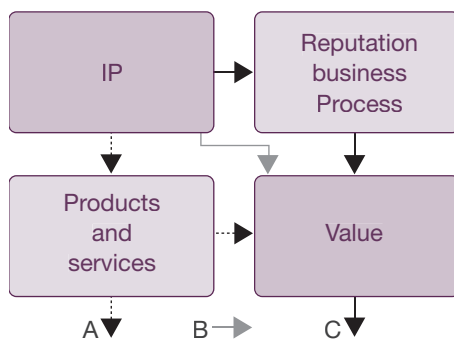 IP
Reputation
business
Process
Products
and
services
Value
A B C